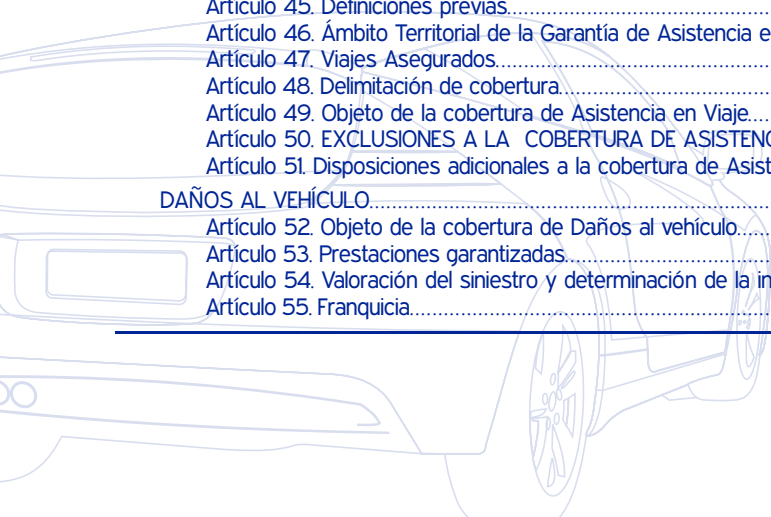 Artículo 45. Definiciones previas
Artículo 46. Ámbito Territorial de la Garantía de Asistencia e
Artículo 47. Viajes Asegurados
Artículo 48. Delimitación de cobertura
Artículo 49. Objeto de la cobertura de Asistencia en Viaje
Artículo 50. EXCLUSIONES A LA COBERTURA DE ASISTENC
Artículo 51. Disposiciones adicionales a la cobertura de Asist
DAÑOS AL VEHÍCULO
Artículo 52. Objeto de la cobertura de Daños al vehículo
Artículo 53. Prestaciones garantizadas
Artículo 54. Valoración del siniestro y determinación de la in
Artículo 55. Franquicia